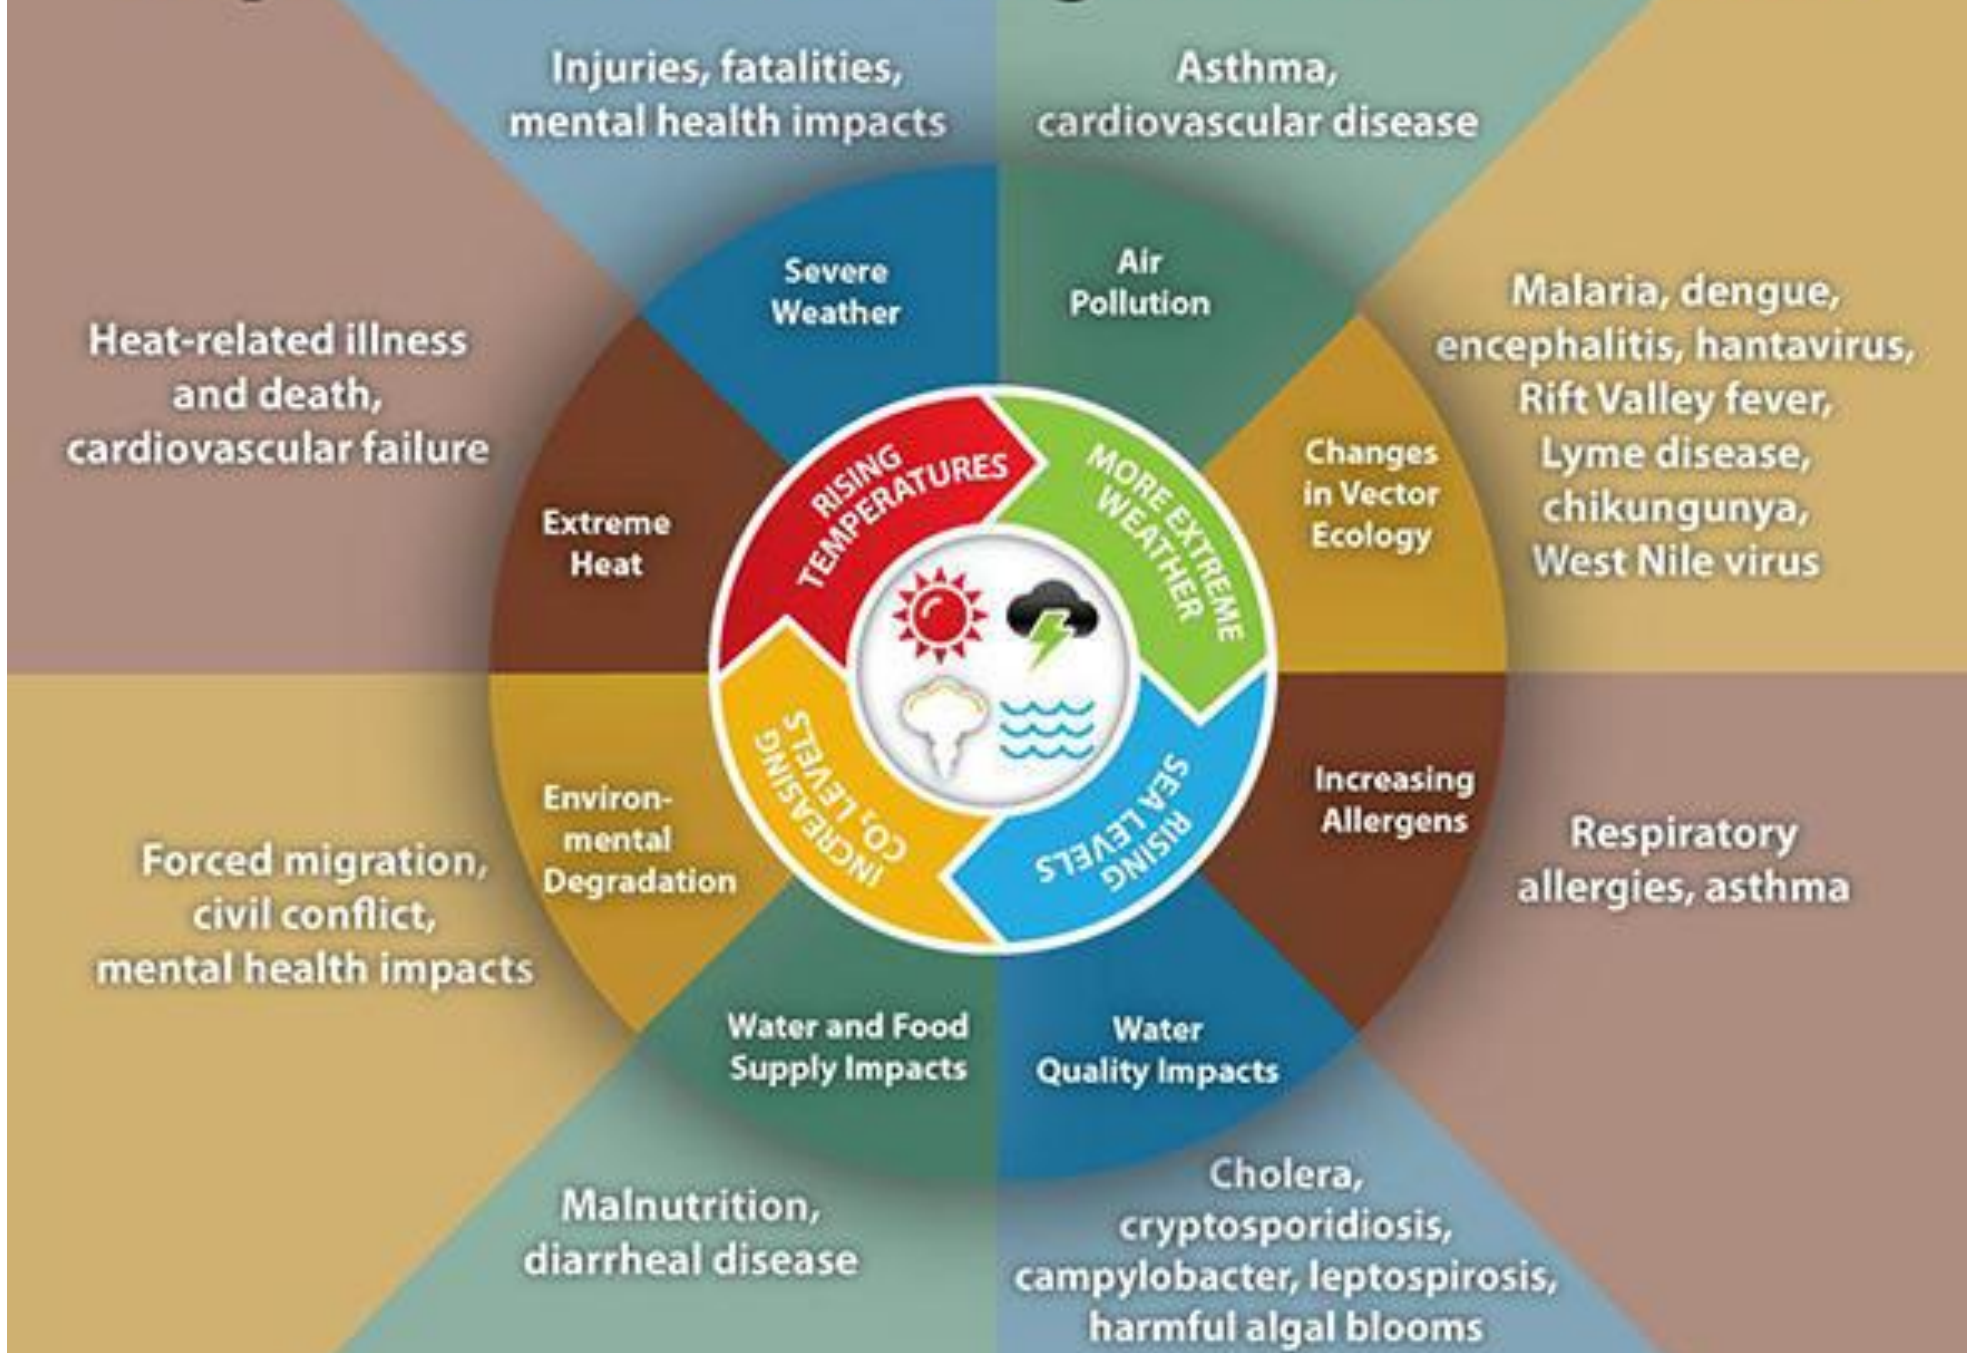 Injuries, fatalities,
mental health impacts
Asthma,
cardiovascular disease
Severe
Weather
Air
Pollution
Heat-related illness
and death,
cardiovascular failure
Malaria, dengue,
encephalitis, hantavirus,
Rift Valley fever,
Lyme disease,
chikungunya,
West Nile virus
Extreme
Heat
Changes
in Vector
Ecology
RISING
TEMPERATURES
MORE EXTREME
WEATHER
INCREASING
CO₂ LEVELS
RISING
SEA LEVELS
Environ-
mental
Degradation
Increasing
Allergens
Forced migration,
civil conflict,
mental health impacts
Respiratory
allergies, asthma
Water and Food
Supply Impacts
Water
Quality Impacts
Malnutrition,
diarrheal disease
Cholera,
cryptosporidiosis,
campylobacter, leptospirosis,
harmful algal blooms